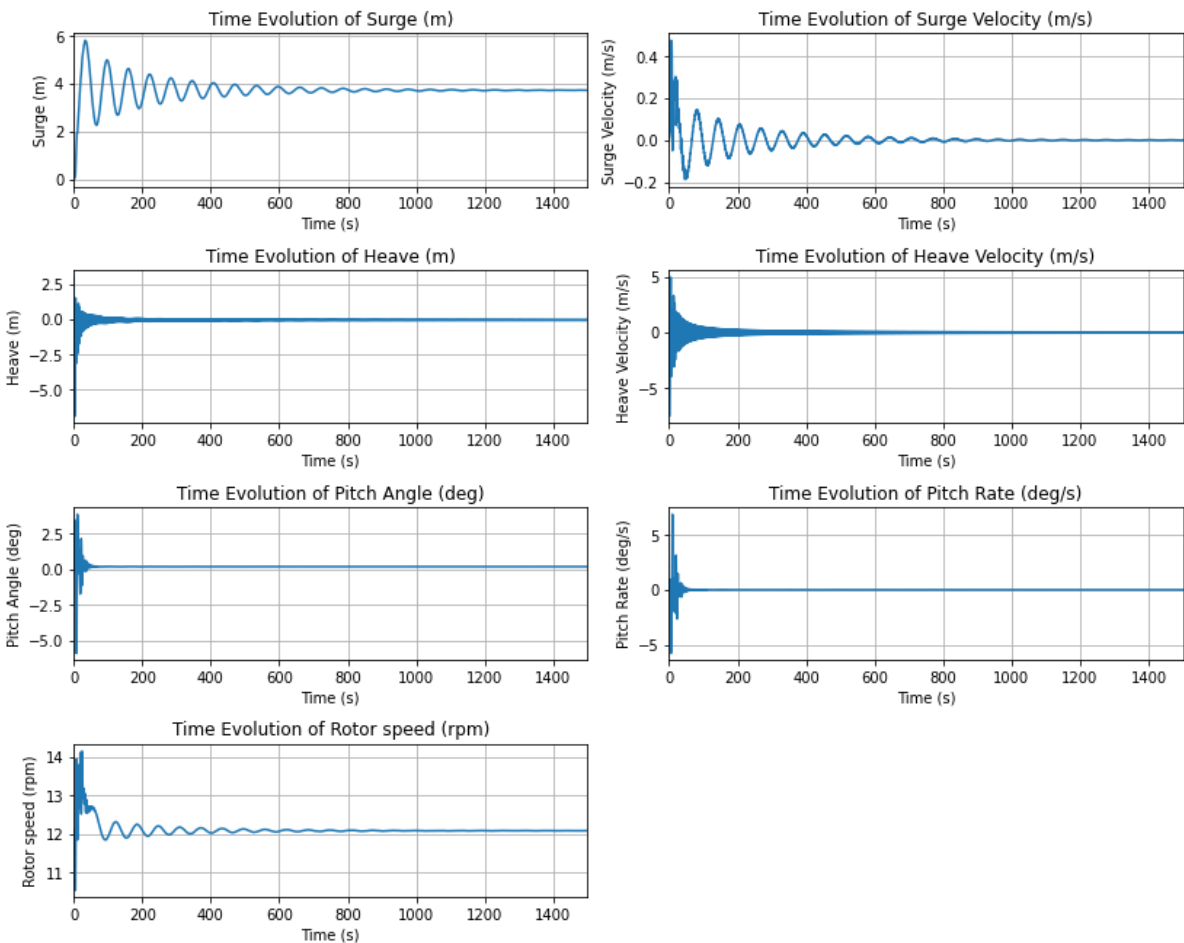 Time Evolution of Surge (m)
Surge (m)
6
4
2
0
0 200 400 600 800 1000 1200 1400
Time (s)
Time Evolution of Surge Velocity (m/s)
Surge Velocity (m/s)
0.4
0.2
0.0
−0.2
0 200 400 600 800 1000 1200 1400
Time (s)
Time Evolution of Heave (m)
Heave (m)
2.5
0.0
−2.5
−5.0
0 200 400 600 800 1000 1200 1400
Time (s)
Time Evolution of Heave Velocity (m/s)
Heave Velocity (m/s)
5
0
−5
0 200 400 600 800 1000 1200 1400
Time (s)
Time Evolution of Pitch Angle (deg)
Pitch Angle (deg)
2.5
0.0
−2.5
−5.0
0 200 400 600 800 1000 1200 1400
Time (s)
Time Evolution of Pitch Rate (deg/s)
Pitch Rate (deg/s)
5
0
−5
0 200 400 600 800 1000 1200 1400
Time (s)
Time Evolution of Rotor speed (rpm)
Rotor speed (rpm)
14
13
12
11
0 200 400 600 800 1000 1200 1400
Time (s)